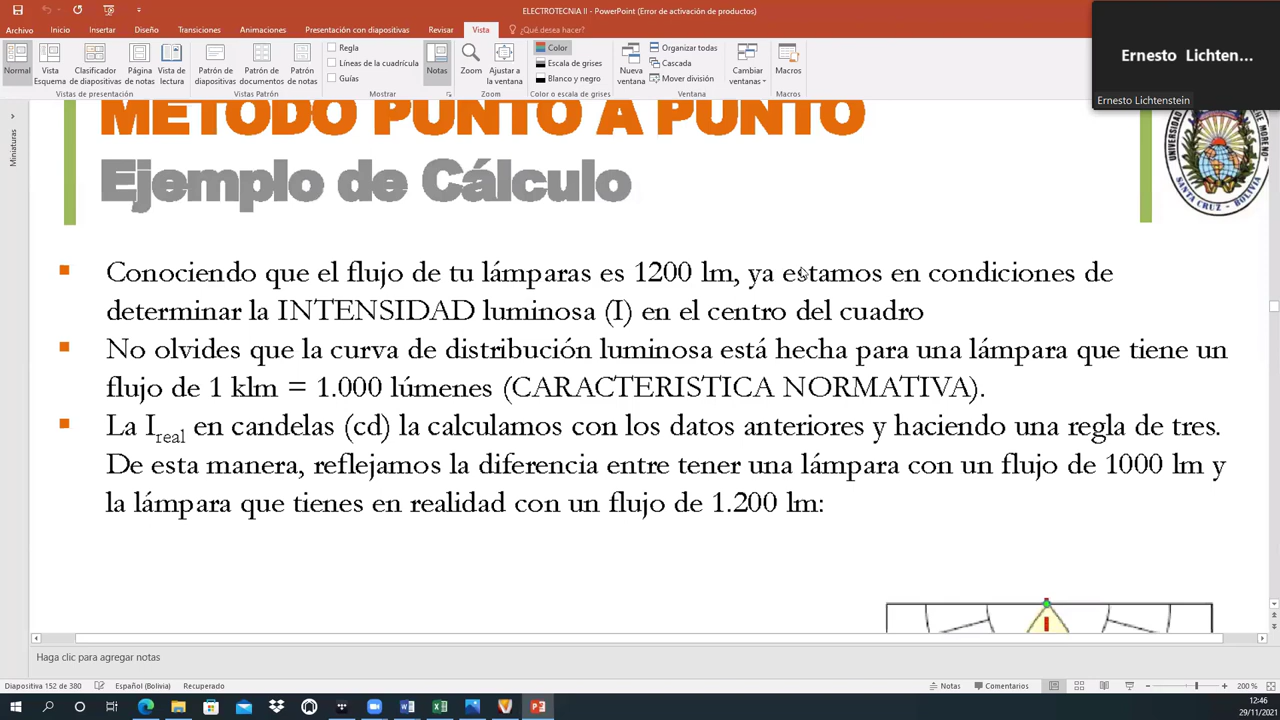 ELECTROTECNIA II - PowerPoint (Error de activación de productos)
Archivo Inicio Insertar Diseño Transiciones Animaciones Presentación con diapositivas Revisar Vista ¿Qué desea hacer?
Normal
Vista Esquema
Clasificador de diapositivas
Página de notas
Vista de lectura
Vistas de presentación
Patrón de diapositivas
Patrón de documentos
Patrón de notas
Vistas Patrón
Regla
Líneas de la cuadrícula
Guías
Mostrar
Notas
Zoom
Ajustar a la ventana
Zoom
Color
Escala de grises
Blanco y negro
Color o escala de grises
Nueva ventana
Organizar todas
Cascada
Mover división
Ventana
Cambiar ventanas
Macros
Macros
Ernesto Lichten...
Ernesto Lichtenstein
Miniaturas
METODO PUNTO A PUNTO
Ejemplo de Cálculo
SANTA CRUZ - BOLIVIA
Conociendo que el flujo de tu lámparas es 1200 lm, ya estamos en condiciones de
determinar la INTENSIDAD luminosa (I) en el centro del cuadro
No olvides que la curva de distribución luminosa está hecha para una lámpara que tiene un
flujo de 1 klm = 1.000 lúmenes (CARACTERISTICA NORMATIVA).
La Ireal en candelas (cd) la calculamos con los datos anteriores y haciendo una regla de tres.
De esta manera, reflejamos la diferencia entre tener una lámpara con un flujo de 1000 lm y
la lámpara que tienes en realidad con un flujo de 1.200 lm:
Haga clic para agregar notas
Diapositiva 152 de 380 Español (Bolivia) Recuperado Notas Comentarios 200 %
12:46
29/11/2021